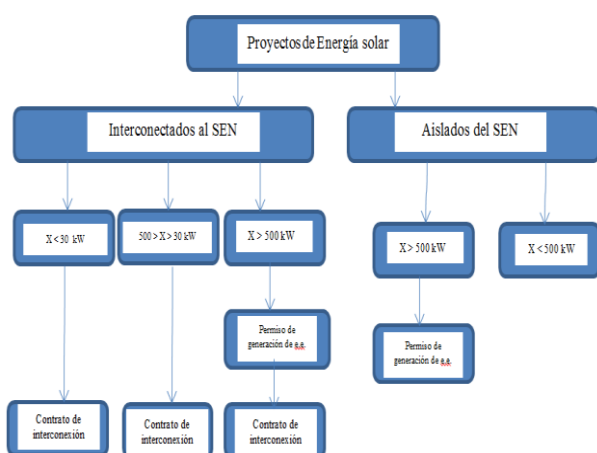 Proyectos de Energía solar
Interconectados al SEN
Aislados del SEN
X < 30 kW
500 > X > 30 kW
X > 500 kW
X > 500 kW
X < 500 kW
Permiso de
generación de e.e.
Permiso de
generación de e.e.
Contrato de
interconexión
Contrato de
interconexión
Contrato de
interconexión